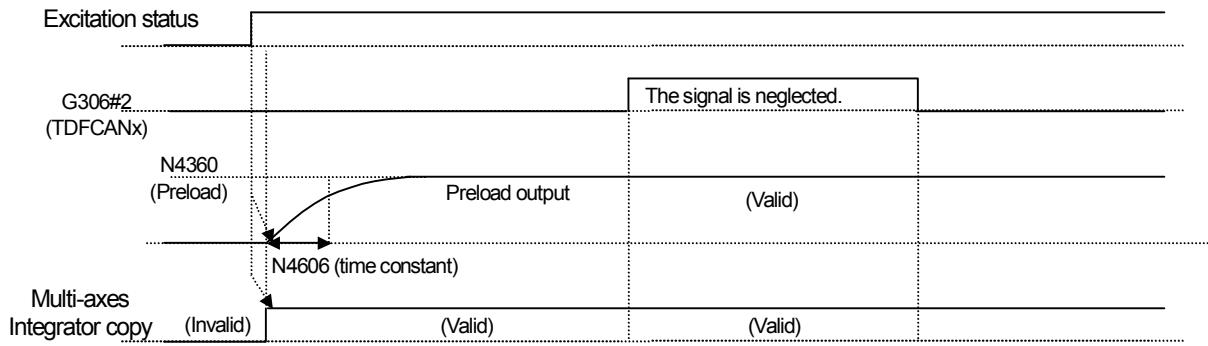 Excitation status
G306#2
(TDFCANx)
The signal is neglected.
N4360
(Preload)
Preload output
(Valid)
N4606 (time constant)
Multi-axes
Integrator copy
(Invalid)
(Valid)
(Valid)